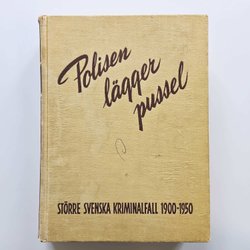 Polisen
lägger
pussel
STÖRRE SVENSKA KRIMINALFALL 1900-1950